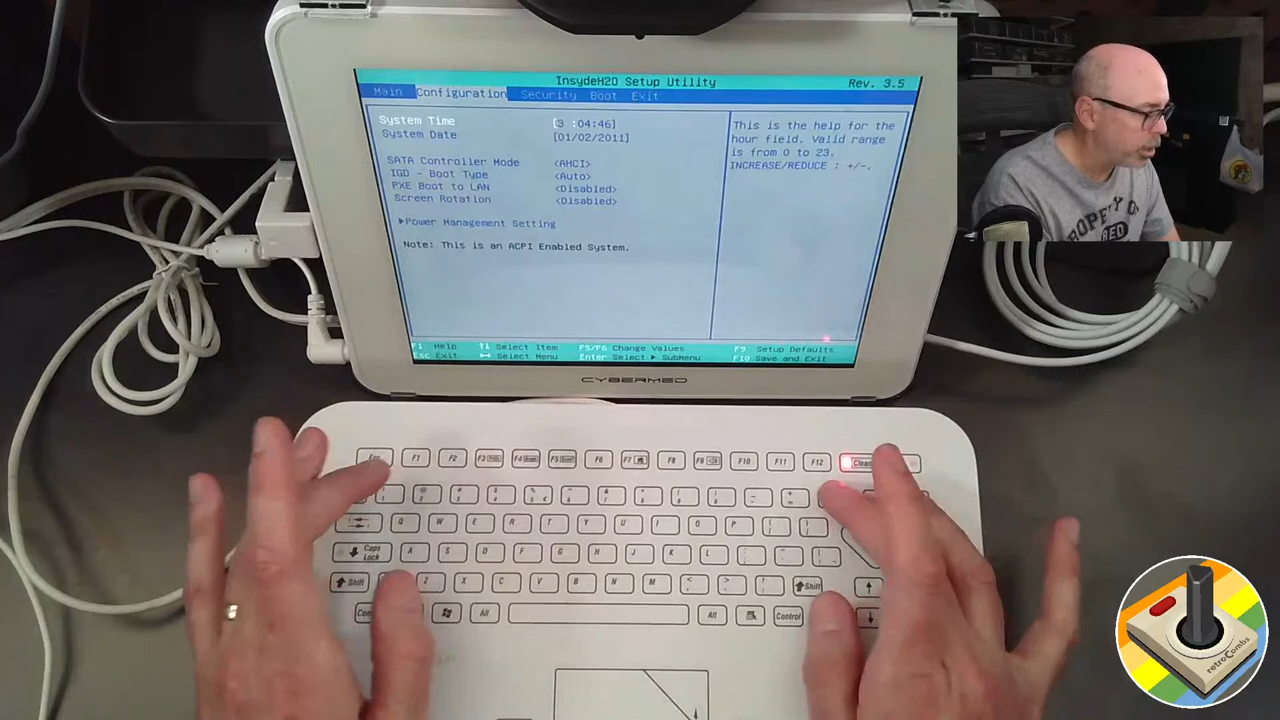 InsydeH2O Setup Utility Rev. 3.5
Main Configuration Security Boot Exit
System Time [3 :04:46]
System Date [01/02/2011]
SATA Controller Mode <AHCI>
IGD - Boot Type <Auto>
PXE Boot to LAN <Disabled>
Screen Rotation <Disabled>
▶Power Management Setting
Note: This is an ACPI Enabled System.
This is the help for the
hour field. Valid range
is from 0 to 23.
INCREASE/REDUCE : +/-.
F1 Help ↑↓ Select Item F5/F6 Change Values F9 Setup Defaults
Esc Exit ↔ Select Menu Enter Select ▶ SubMenu F10 Save and Exit
CYBERMED
PROPERTY OF
RED
Esc F1 F2 F3 F4 F5 F6 F7 F8 F9 F10 F11 F12 Clean
Q W E R T Y U I O P
Caps Lock A S D F G H J K L
Shift Z X C V B N M Shift
Alt Alt Control
retroCombs